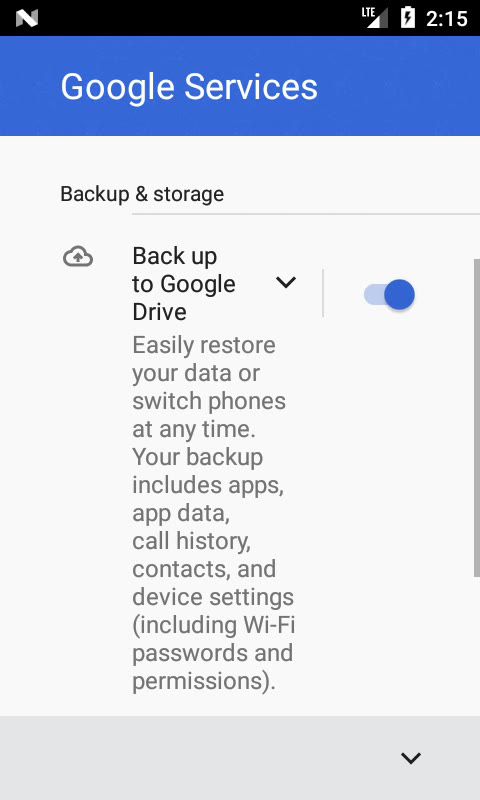 LTE 2:15
Google Services
Backup & storage
Back up
to Google
Drive
Easily restore
your data or
switch phones
at any time.
Your backup
includes apps,
app data,
call history,
contacts, and
device settings
(including Wi-Fi
passwords and
permissions).